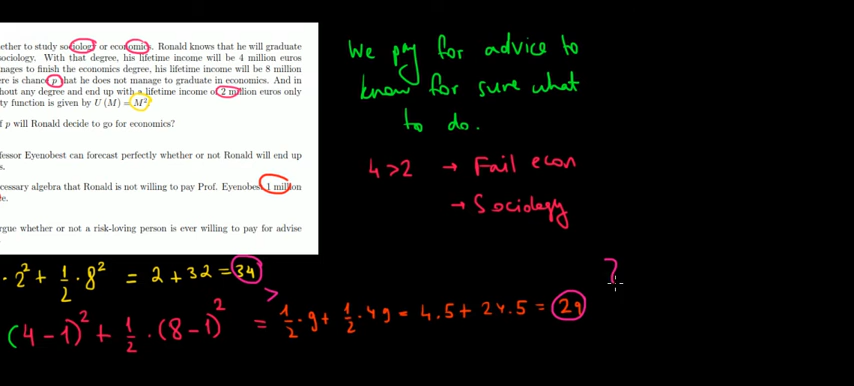 ether to study sociology or economics. Ronald knows that he will graduate
sociology. With that degree, his lifetime income will be 4 million euros
nages to finish the economics degree, his lifetime income will be 8 million
ere is chance p that he does not manage to graduate in economics. And in
hout any degree and end up with a lifetime income of 2 million euros only
ty function is given by U (M) = M²
f p will Ronald decide to go for economics?
fessor Eyenobest can forecast perfectly whether or not Ronald will end up
s.
cessary algebra that Ronald is not willing to pay Prof. Eyenobest 1 million
e.
rgue whether or not a risk-loving person is ever willing to pay for advise
We pay for advice to
know for sure what
to do.
4 > 2 → Fail econ
→ Sociology
· 2² + 1/2 · 8² = 2 + 32 = 34
>
?
(4 - 1)² + 1/2 · (8 - 1)² = 1/2 · 9 + 1/2 · 49 = 4.5 + 24.5 = 29